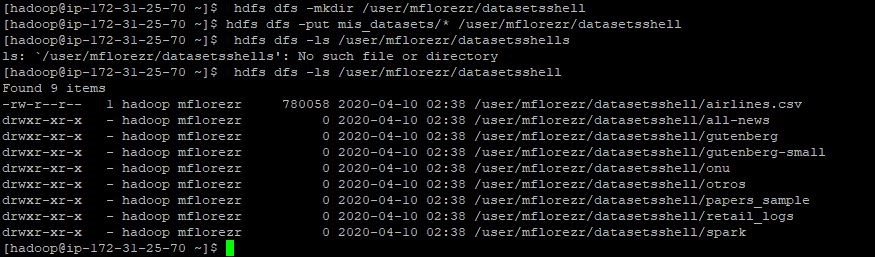 [hadoop@ip-172-31-25-70 ~]$  hdfs dfs -mkdir /user/mflorezr/datasetsshell
[hadoop@ip-172-31-25-70 ~]$ hdfs dfs -put mis_datasets/* /user/mflorezr/datasetsshell
[hadoop@ip-172-31-25-70 ~]$  hdfs dfs -ls /user/mflorezr/datasetsshells
ls: `/user/mflorezr/datasetsshells': No such file or directory
[hadoop@ip-172-31-25-70 ~]$  hdfs dfs -ls /user/mflorezr/datasetsshell
Found 9 items
-rw-r--r--   1 hadoop mflorezr     780058 2020-04-10 02:38 /user/mflorezr/datasetsshell/airlines.csv
drwxr-xr-x   - hadoop mflorezr          0 2020-04-10 02:38 /user/mflorezr/datasetsshell/all-news
drwxr-xr-x   - hadoop mflorezr          0 2020-04-10 02:38 /user/mflorezr/datasetsshell/gutenberg
drwxr-xr-x   - hadoop mflorezr          0 2020-04-10 02:38 /user/mflorezr/datasetsshell/gutenberg-small
drwxr-xr-x   - hadoop mflorezr          0 2020-04-10 02:38 /user/mflorezr/datasetsshell/onu
drwxr-xr-x   - hadoop mflorezr          0 2020-04-10 02:38 /user/mflorezr/datasetsshell/otros
drwxr-xr-x   - hadoop mflorezr          0 2020-04-10 02:38 /user/mflorezr/datasetsshell/papers_sample
drwxr-xr-x   - hadoop mflorezr          0 2020-04-10 02:38 /user/mflorezr/datasetsshell/retail_logs
drwxr-xr-x   - hadoop mflorezr          0 2020-04-10 02:38 /user/mflorezr/datasetsshell/spark
[hadoop@ip-172-31-25-70 ~]$